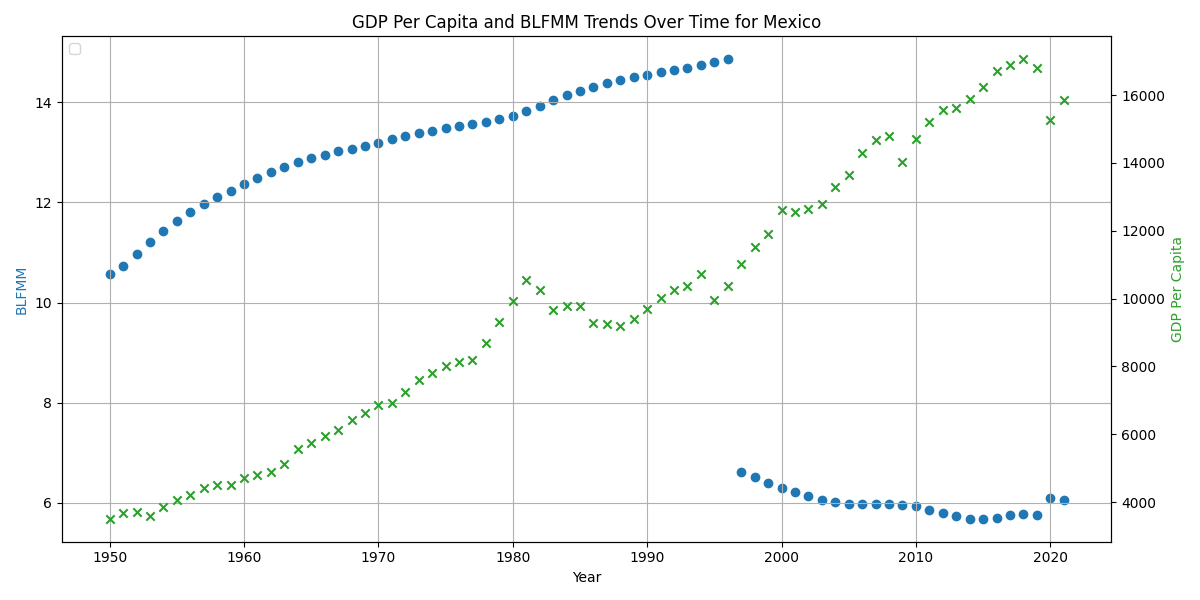 GDP Per Capita and BLFMM Trends Over Time for Mexico
BLFMM
14
12
10
8
6
16000
14000
12000
10000
8000
6000
4000
GDP Per Capita
1950 1960 1970 1980 1990 2000 2010 2020
Year